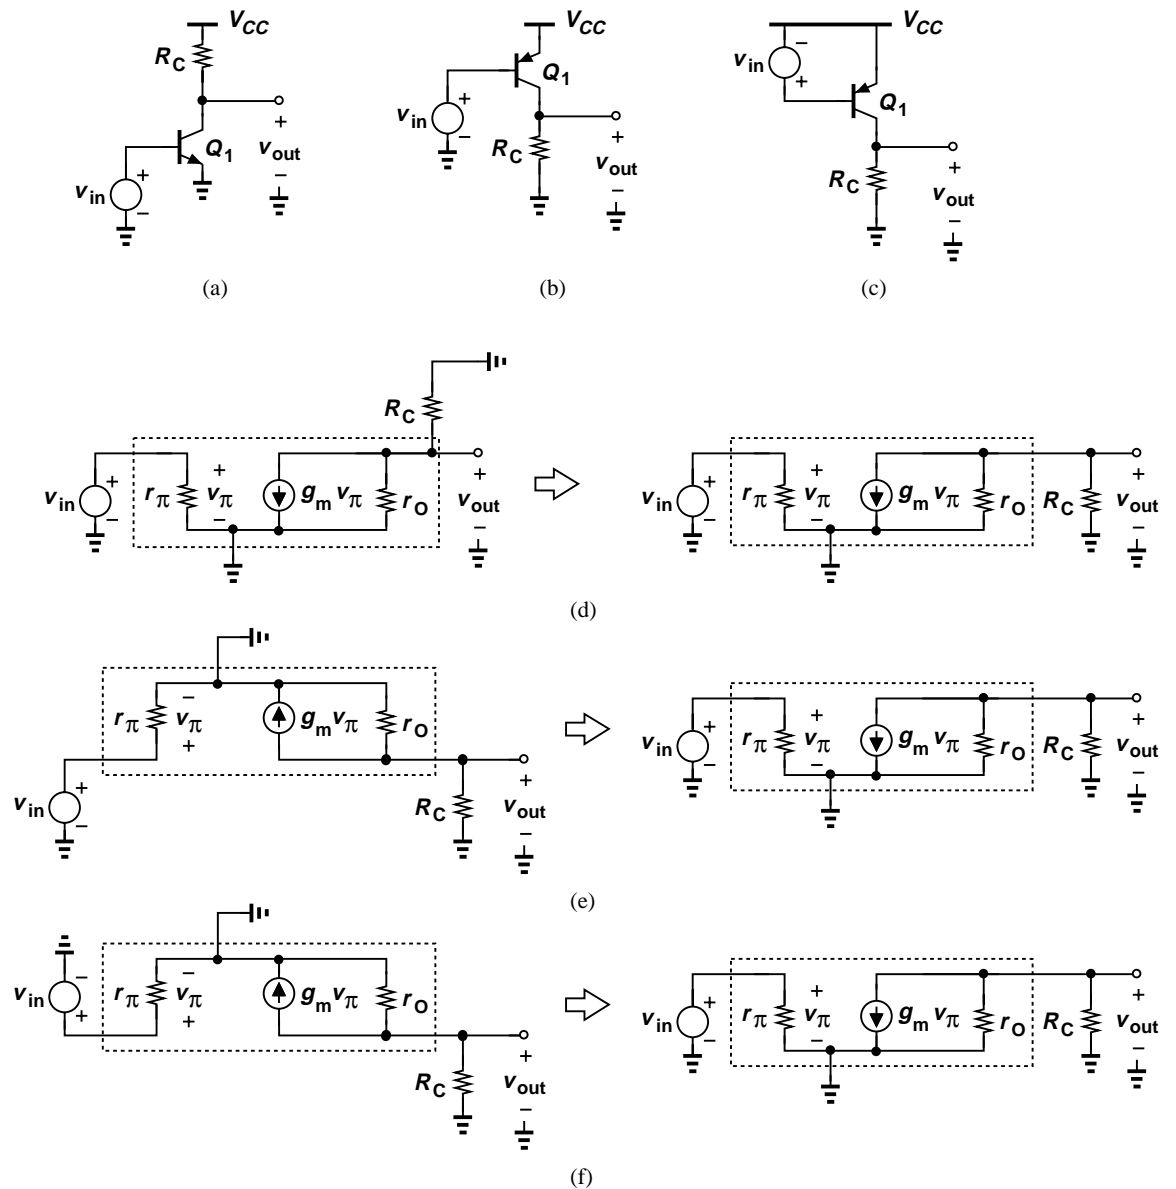 V_CC
R_C
Q_1
v_in
+
−
+
v_out
−
(a)
V_CC
Q_1
v_in
+
−
R_C
+
v_out
−
(b)
V_CC
−
v_in
+
Q_1
R_C
+
v_out
−
(c)
R_C
v_in
+
−
r_π
+
v_π
−
g_m v_π
r_O
+
v_out
−
v_in
+
−
r_π
+
v_π
−
g_m v_π
r_O
R_C
+
v_out
−
(d)
r_π
−
v_π
+
g_m v_π
r_O
v_in
+
−
R_C
+
v_out
−
v_in
+
−
r_π
+
v_π
−
g_m v_π
r_O
R_C
+
v_out
−
(e)
−
v_in
+
r_π
−
v_π
+
g_m v_π
r_O
R_C
+
v_out
−
v_in
+
−
r_π
+
v_π
−
g_m v_π
r_O
R_C
+
v_out
−
(f)